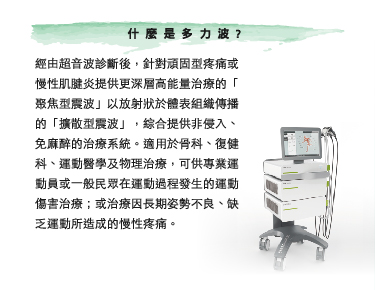 什麼是多力波?
經由超音波診斷後，針對頑固型疼痛或
慢性肌腱炎提供更深層高能量治療的「
聚焦型震波」以放射狀於體表組織傳播
的「擴散型震波」，綜合提供非侵入、
免麻醉的治療系統。適用於骨科、復健
科、運動醫學及物理治療，可供專業運
動員或一般民眾在運動過程發生的運動
傷害治療；或治療因長期姿勢不良、缺
乏運動所造成的慢性疼痛。